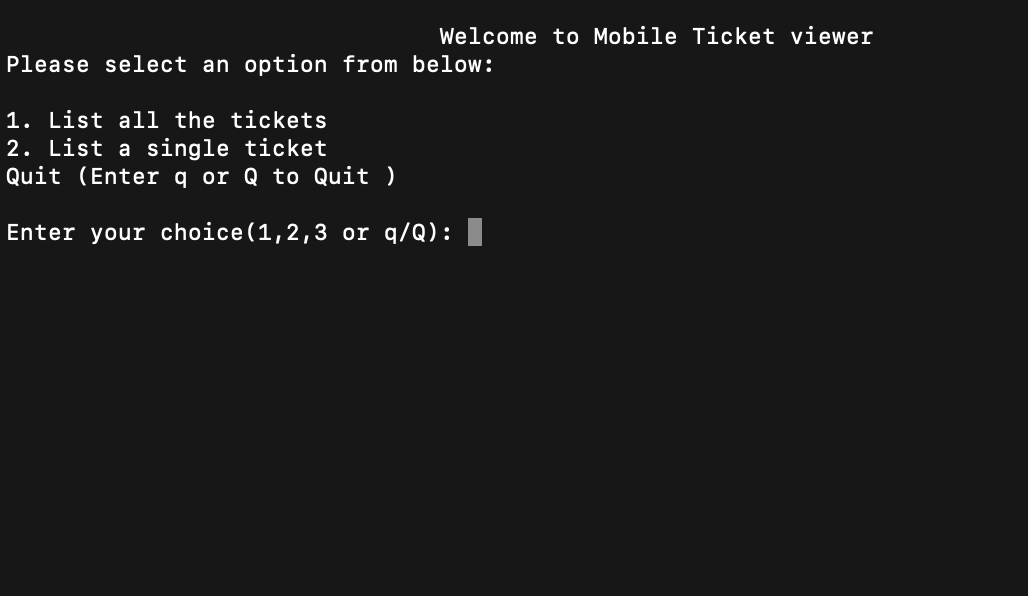 Welcome to Mobile Ticket viewer
Please select an option from below:
1. List all the tickets
2. List a single ticket
Quit (Enter q or Q to Quit )
Enter your choice(1,2,3 or q/Q):